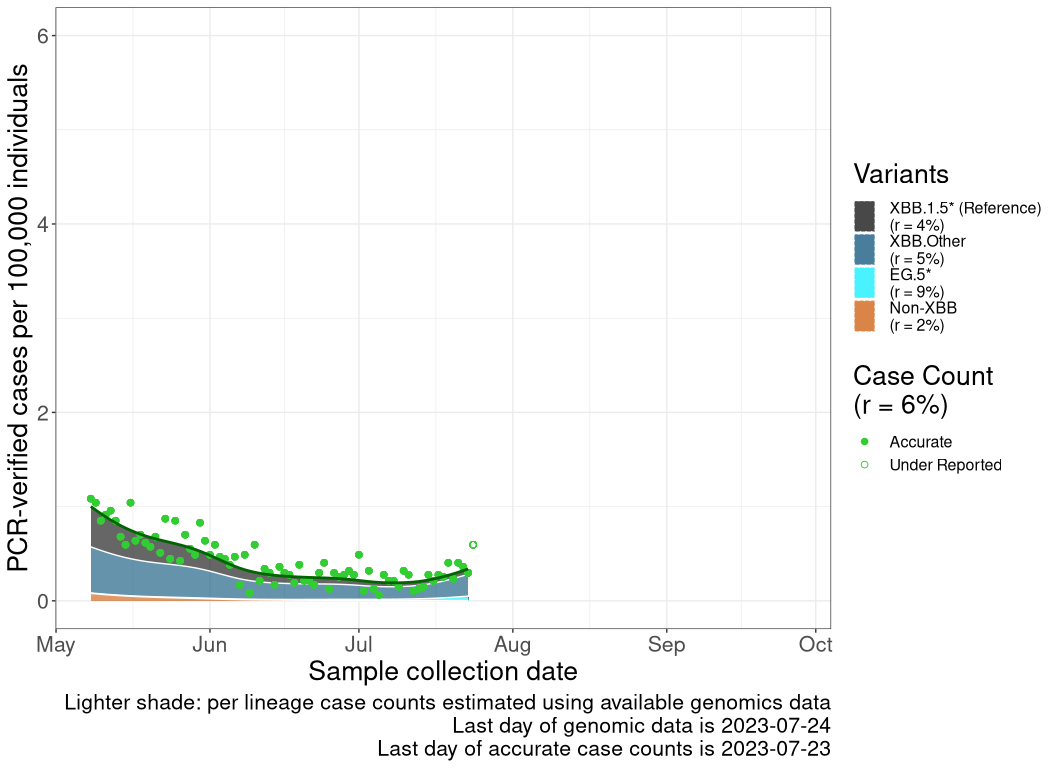 PCR-verified cases per 100,000 individuals
6
4
2
0
May
Jun
Jul
Aug
Sep
Oct
Sample collection date
Lighter shade: per lineage case counts estimated using available genomics data
Last day of genomic data is 2023-07-24
Last day of accurate case counts is 2023-07-23
Variants
XBB.1.5* (Reference)
(r = 4%)
XBB.Other
(r = 5%)
EG.5*
(r = 9%)
Non-XBB
(r = 2%)
Case Count
(r = 6%)
Accurate
Under Reported